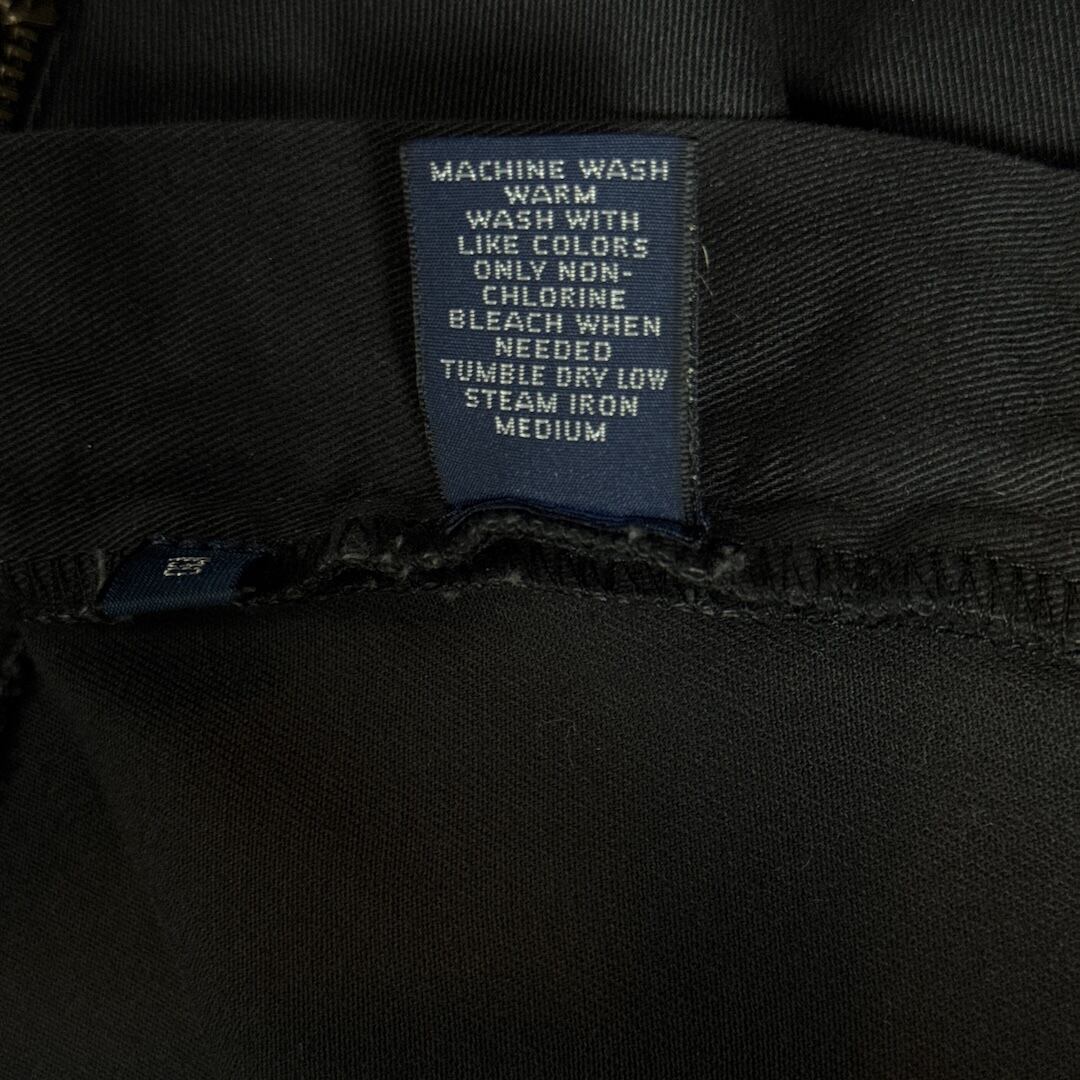 MACHINE WASH
WARM
WASH WITH
LIKE COLORS
ONLY NON-
CHLORINE
BLEACH WHEN
NEEDED
TUMBLE DRY LOW
STEAM IRON
MEDIUM